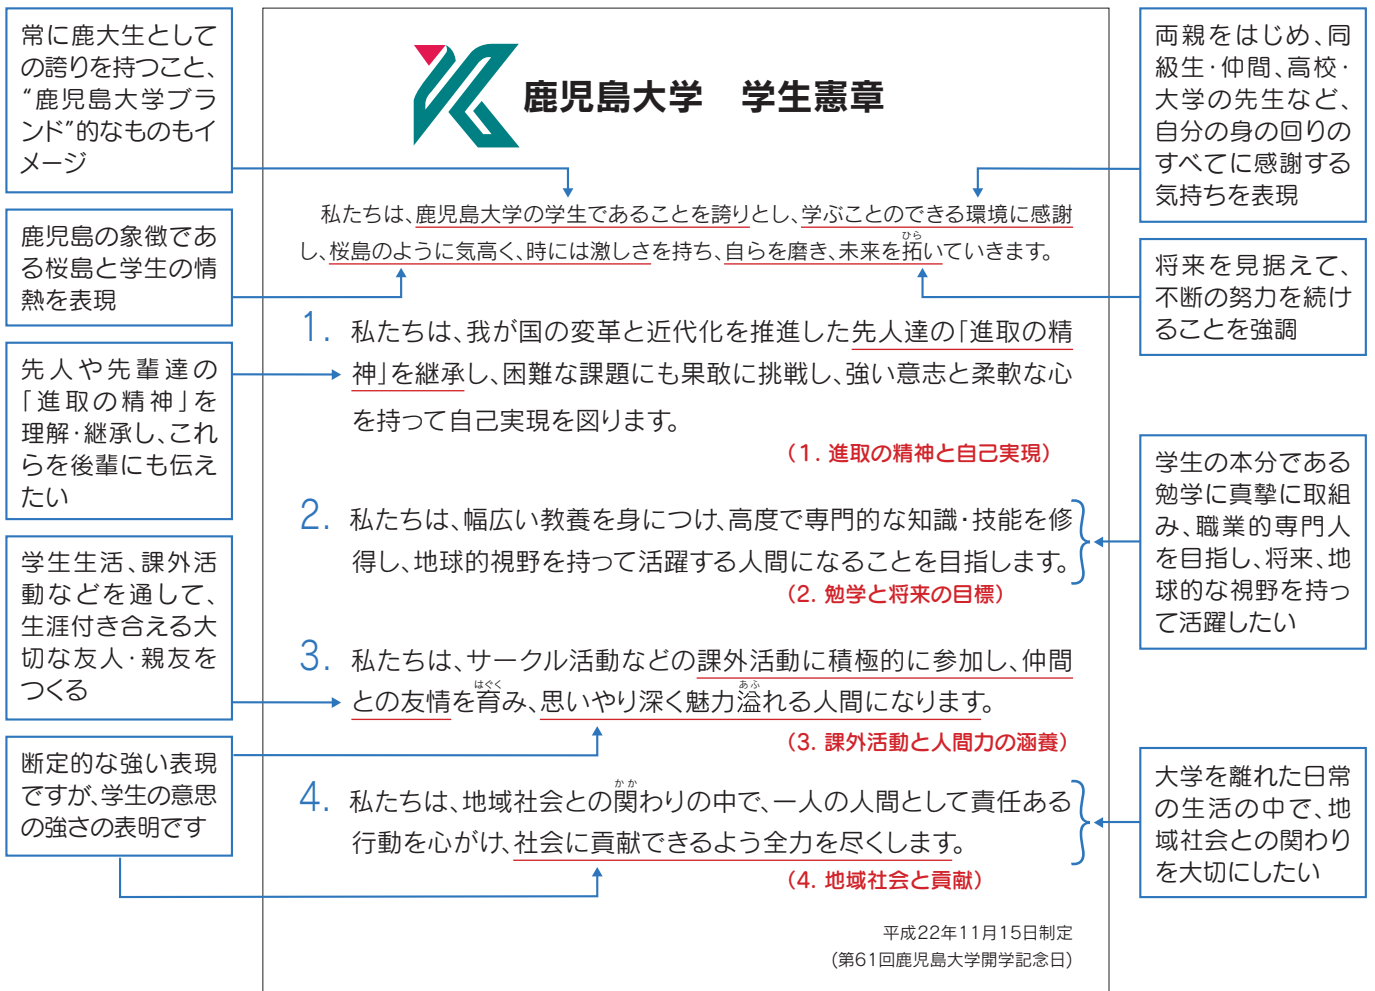 常に鹿大生として
の誇りを持つこと、
“鹿児島大学ブラ
ンド”的なものもイ
メージ
鹿児島の象徴であ
る桜島と学生の情
熱を表現
先人や先輩達の
「進取の精神」を
理解・継承し、これ
らを後輩にも伝え
たい
学生生活、課外活
動などを通して、
生涯付き合える大
切な友人・親友を
つくる
断定的な強い表現
ですが、学生の意思
の強さの表明です
鹿児島大学　学生憲章
私たちは、鹿児島大学の学生であることを誇りとし、学ぶことのできる環境に感謝
ひら
し、桜島のように気高く、時には激しさを持ち、自らを磨き、未来を拓いていきます。
1. 私たちは、我が国の変革と近代化を推進した先人達の「進取の精
神」を継承し、困難な課題にも果敢に挑戦し、強い意志と柔軟な心
を持って自己実現を図ります。
(1. 進取の精神と自己実現)
2. 私たちは、幅広い教養を身につけ、高度で専門的な知識・技能を修
得し、地球的視野を持って活躍する人間になることを目指します。
(2. 勉学と将来の目標)
3. 私たちは、サークル活動などの課外活動に積極的に参加し、仲間
はぐく　あふ
との友情を育み、思いやり深く魅力溢れる人間になります。
(3. 課外活動と人間力の涵養)
かか
4. 私たちは、地域社会との関わりの中で、一人の人間として責任ある
行動を心がけ、社会に貢献できるよう全力を尽くします。
(4. 地域社会と貢献)
平成22年11月15日制定
(第61回鹿児島大学開学記念日)
両親をはじめ、同
級生・仲間、高校・
大学の先生など、
自分の身の回りの
すべてに感謝する
気持ちを表現
将来を見据えて、
不断の努力を続け
ることを強調
学生の本分である
勉学に真摯に取組
み、職業的専門人
を目指し、将来、地
球的な視野を持っ
て活躍したい
大学を離れた日常
の生活の中で、地
域社会との関わり
を大切にしたい